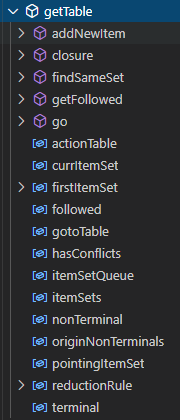 getTable
addNewItem
closure
findSameSet
getFollowed
go
actionTable
currItemSet
firstItemSet
followed
gotoTable
hasConflicts
itemSetQueue
itemSets
nonTerminal
originNonTerminals
pointingItemSet
reductionRule
terminal